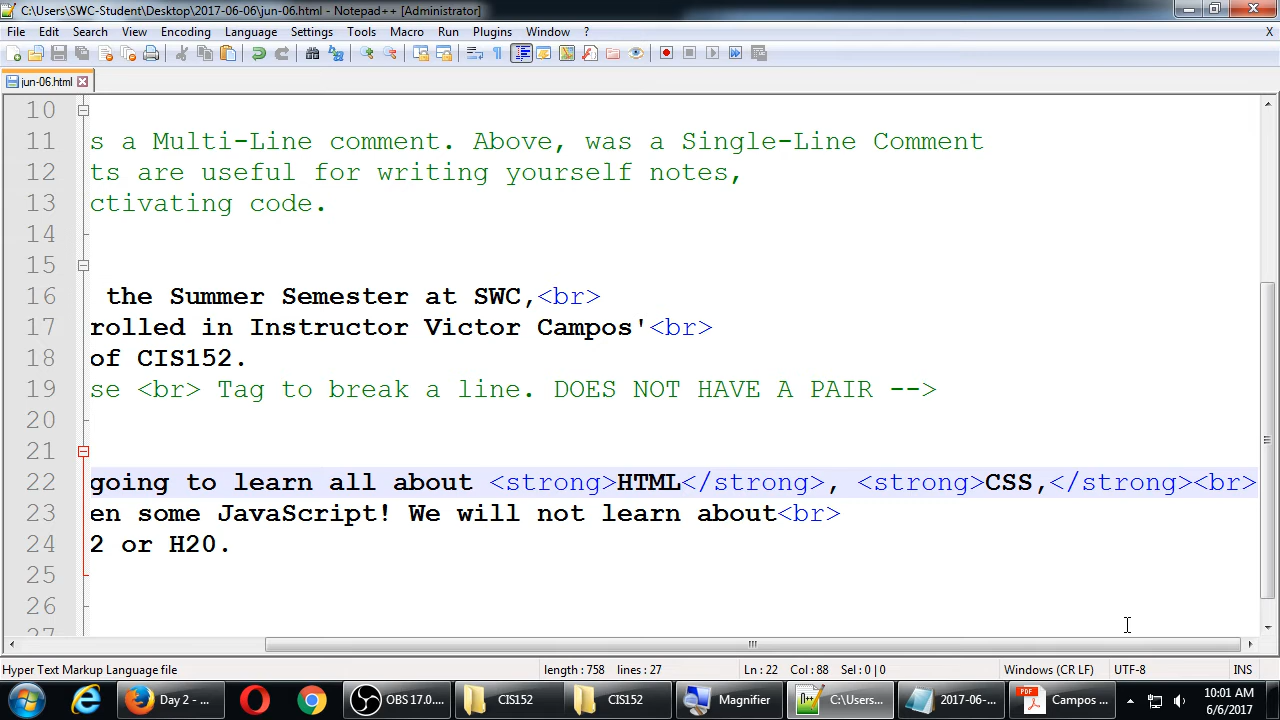 C:\Users\SWC-Student\Desktop\2017-06-06\jun-06.html - Notepad++ [Administrator]
File Edit Search View Encoding Language Settings Tools Macro Run Plugins Window ? X
jun-06.html
10
11 s a Multi-Line comment. Above, was a Single-Line Comment
12 ts are useful for writing yourself notes,
13 ctivating code.
14
15
16 the Summer Semester at SWC,<br>
17 rolled in Instructor Victor Campos'<br>
18 of CIS152.
19 se <br> Tag to break a line. DOES NOT HAVE A PAIR -->
20
21
22 going to learn all about <strong>HTML</strong>, <strong>CSS,</strong><br>
23 en some JavaScript! We will not learn about<br>
24 2 or H20.
25
26
27
Hyper Text Markup Language file length : 758 lines : 27 Ln : 22 Col : 88 Sel : 0 | 0 Windows (CR LF) UTF-8 INS
Day 2 - ... OBS 17.0.... CIS152 CIS152 Magnifier C:\Users... 2017-06-... Campos ... 10:01 AM
6/6/2017